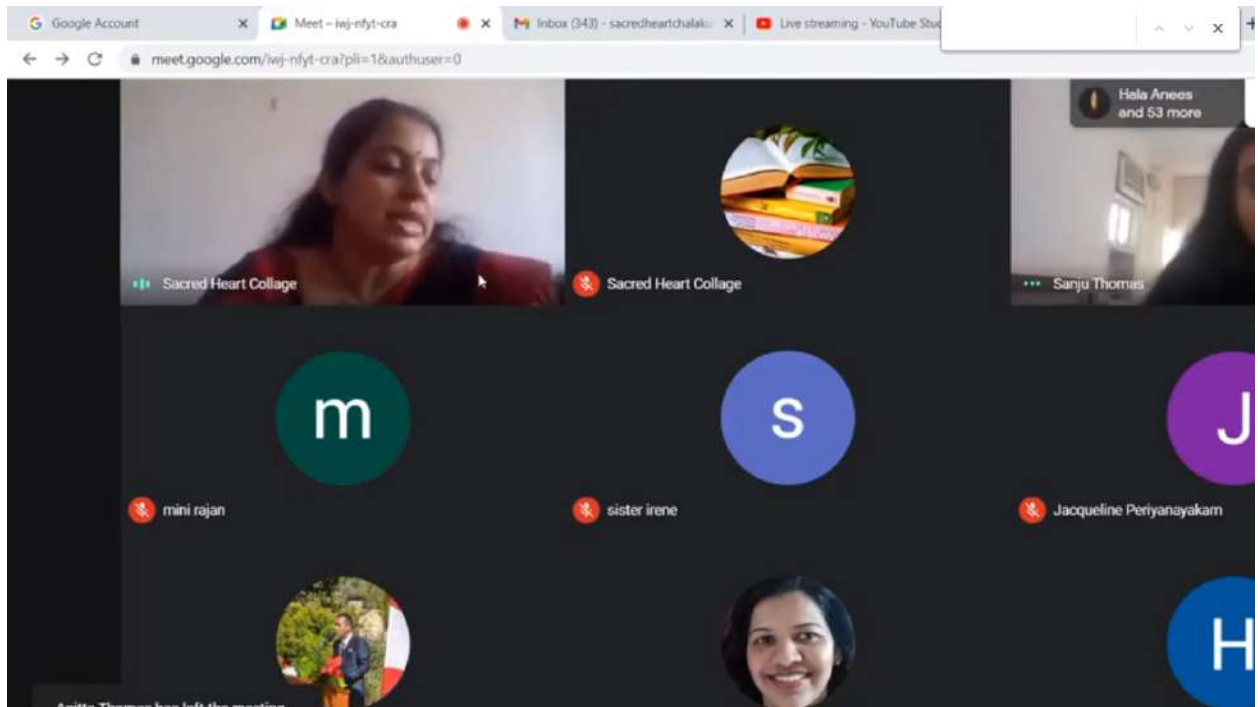 Google Account
Meet – iwj-nfyt-cra
Inbox (343) - sacredheartchalaku
Live streaming - YouTube Stud
meet.google.com/iwj-nfyt-cra?pli=1&authuser=0
Hala Anees
and 53 more
Sacred Heart Collage
Sacred Heart Collage
Sanju Thomas
m
s
J
mini rajan
sister irene
Jacqueline Periyanayakam
H